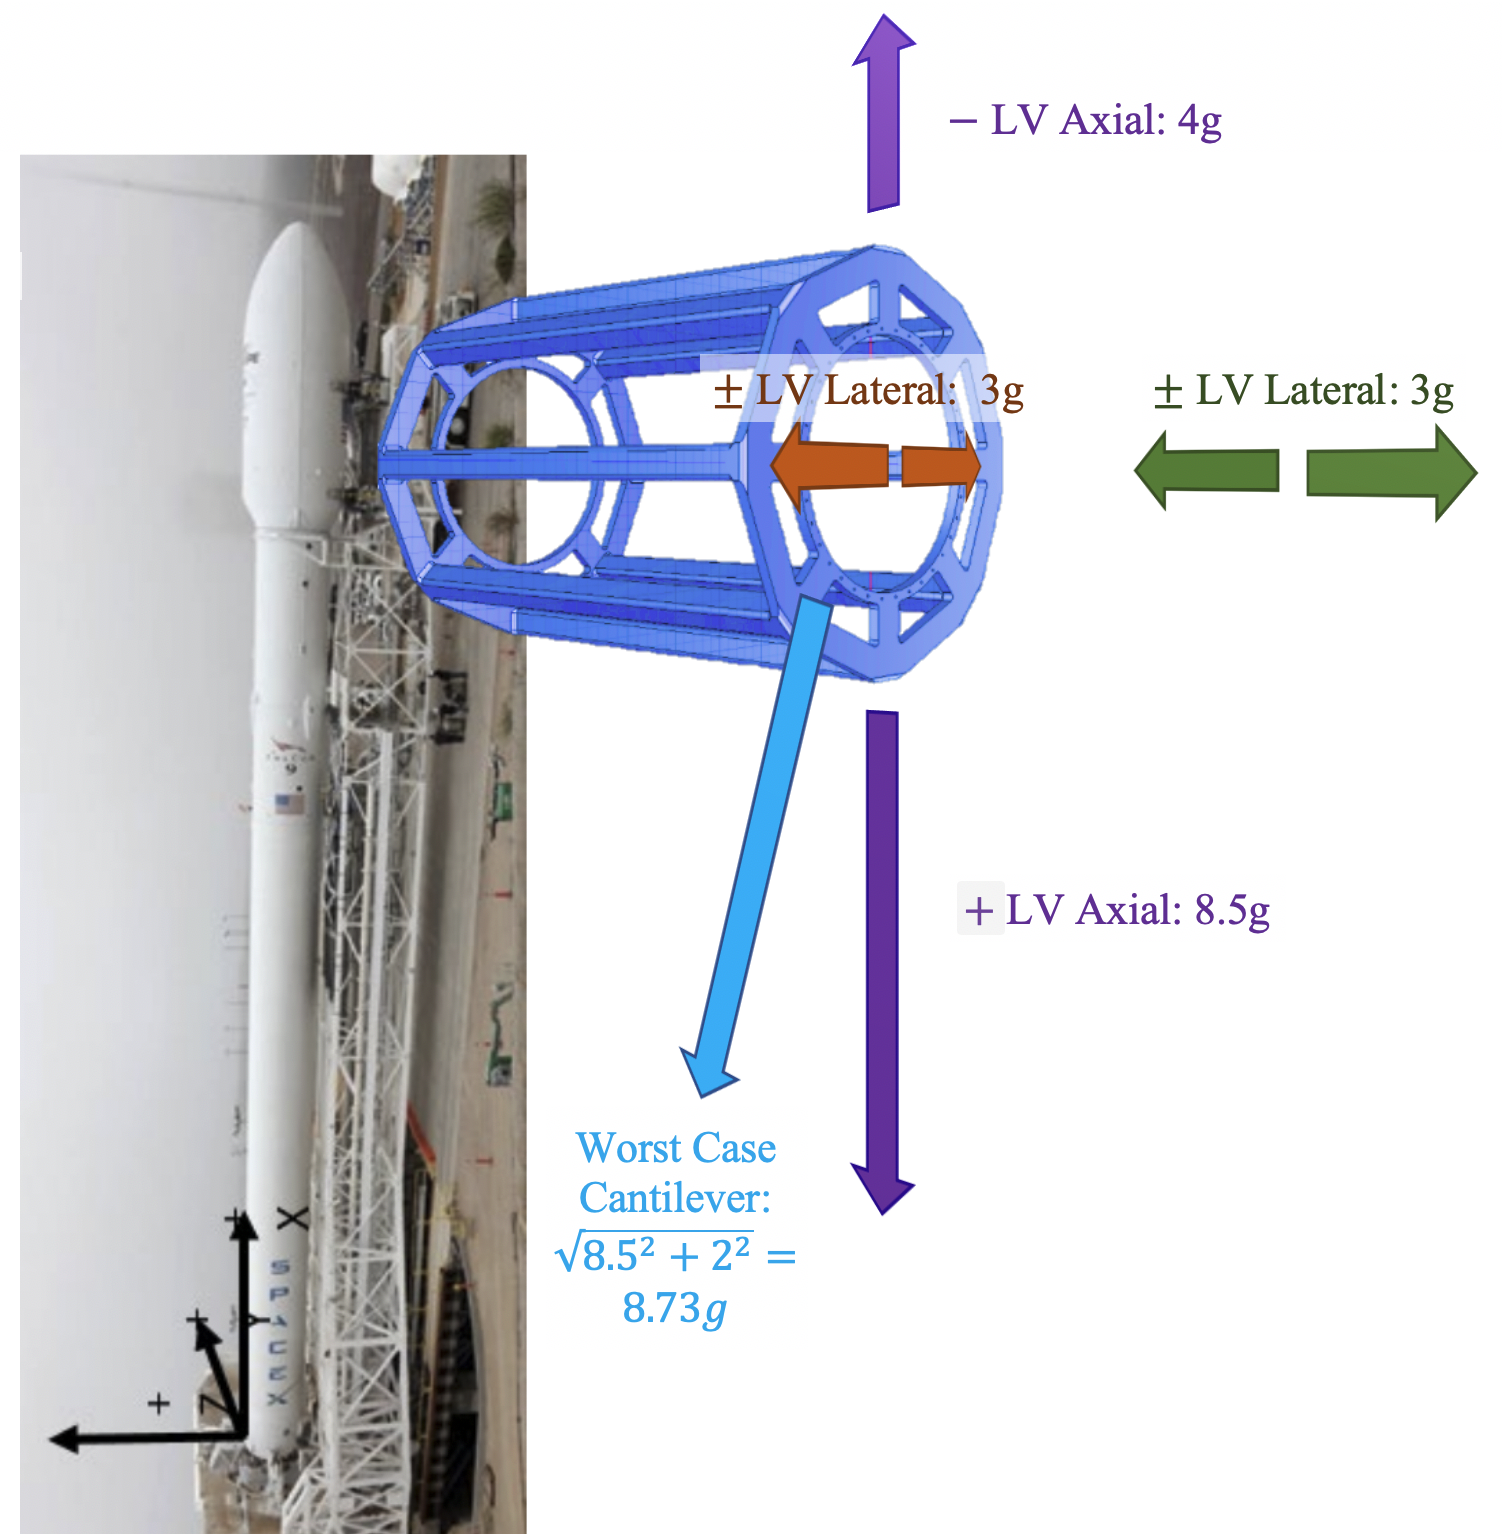 − LV Axial: 4g
± LV Lateral: 3g
± LV Lateral: 3g
+ LV Axial: 8.5g
Worst Case
Cantilever:
√8.5² + 2² =
8.73g
9
+ X
SPACEX
+ Y
+ Z